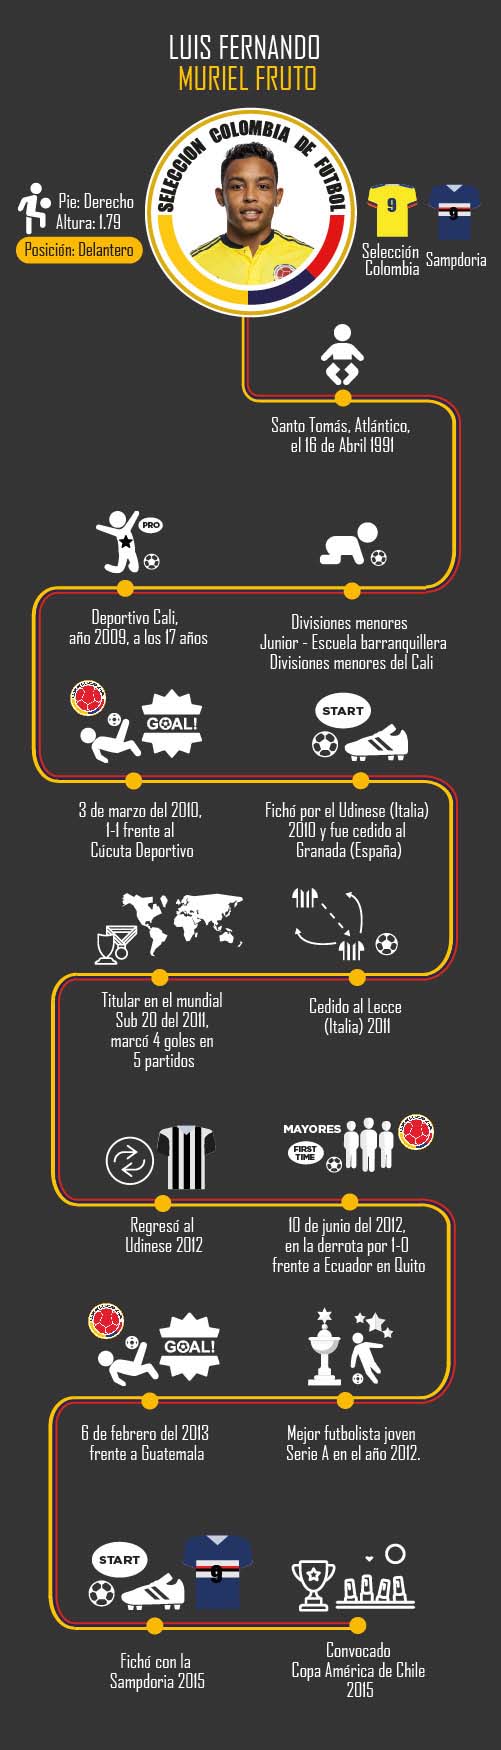 LUIS FERNANDO
MURIEL FRUTO
SELECCION COLOMBIA DE FUTBOL
Pie: Derecho
Altura: 1.79
Posición: Delantero
9
9
Selección
Colombia
Sampdoria
Santo Tomás, Atlántico,
el 16 de Abril 1991
PRO
Deportivo Cali,
año 2009, a los 17 años
Divisiones menores
Junior - Escuela barranquillera
Divisiones menores del Cali
GOAL!
START
3 de marzo del 2010,
1-1 frente al
Cúcuta Deportivo
Fichó por el Udinese (Italia)
2010 y fue cedido al
Granada (España)
Titular en el mundial
Sub 20 del 2011,
marcó 4 goles en
5 partidos
Cedido al Lecce
(Italia) 2011
MAYORES
FIRST
TIME
Regresó al
Udinese 2012
10 de junio del 2012,
en la derrota por 1-0
frente a Ecuador en Quito
GOAL!
6 de febrero del 2013
frente a Guatemala
Mejor futbolista joven
Serie A en el año 2012.
START
9
Fichó con la
Sampdoria 2015
Convocado
Copa América de Chile
2015